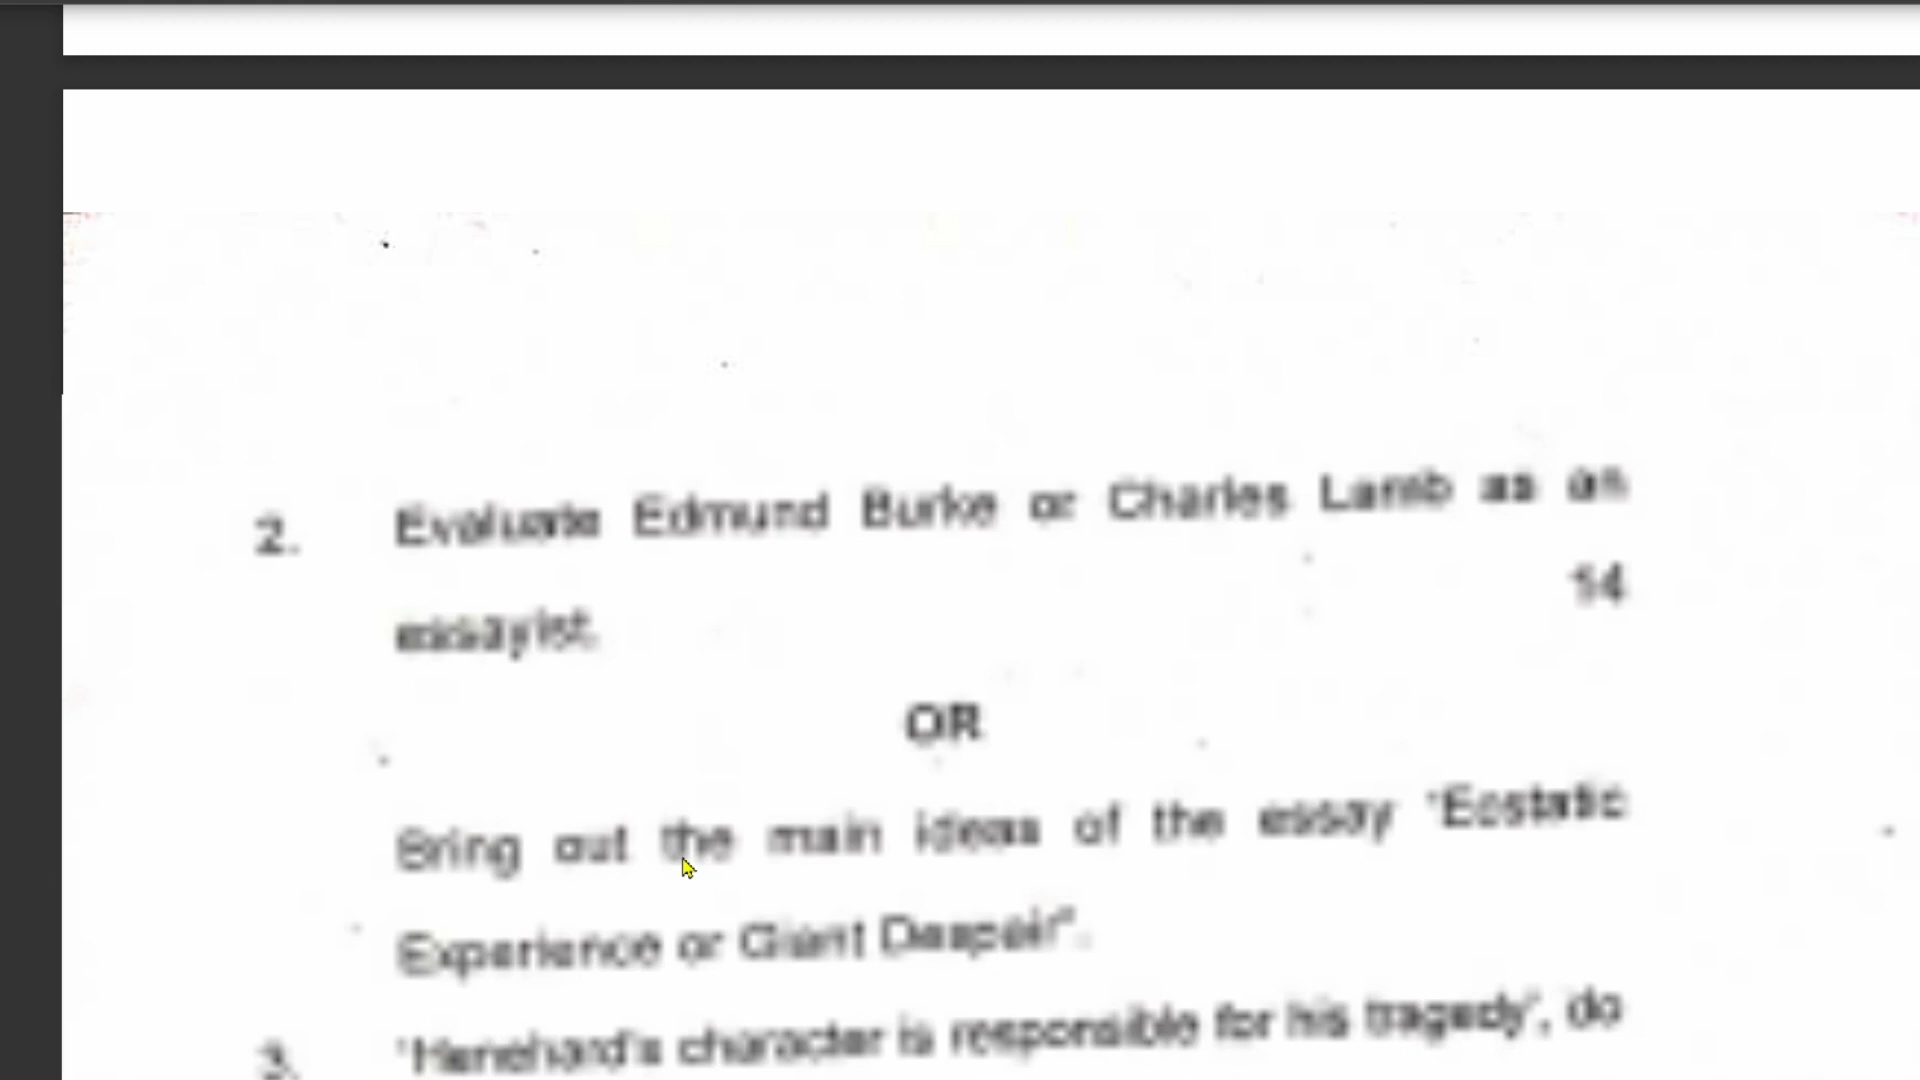 2. Evaluate Edmund Burke or Charles Lamb as an
essayist. 14
OR
Bring out the main ideas of the essay 'Ecstatic
Experience or Giant Despair".
3. 'Henchard's character is responsible for his tragedy', do